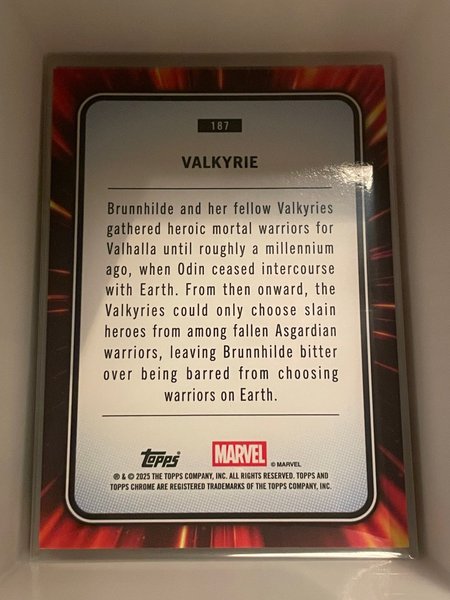 187
VALKYRIE
Brunnhilde and her fellow Valkyries
gathered heroic mortal warriors for
Valhalla until roughly a millennium
ago, when Odin ceased intercourse
with Earth. From then onward, the
Valkyries could only choose slain
heroes from among fallen Asgardian
warriors, leaving Brunnhilde bitter
over being barred from choosing
warriors on Earth.
topps®
MARVEL © MARVEL
℗ & © 2025 THE TOPPS COMPANY, INC. ALL RIGHTS RESERVED. TOPPS AND
TOPPS CHROME ARE REGISTERED TRADEMARKS OF THE TOPPS COMPANY, INC.